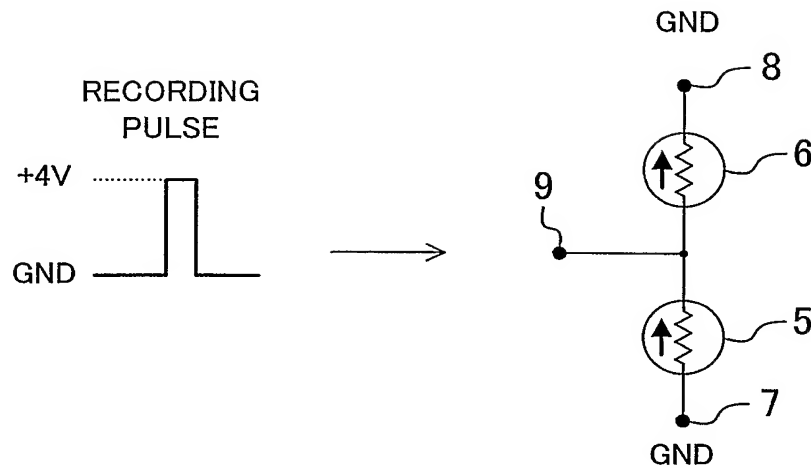 GND
8
RECORDING
PULSE
+4V
6
9
GND
5
7
GND